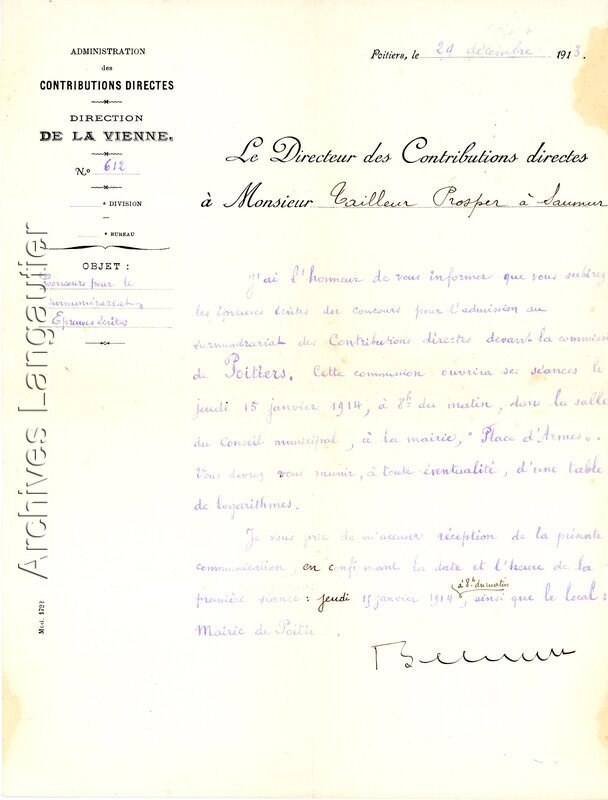 ADMINISTRATION
des
CONTRIBUTIONS DIRECTES
DIRECTION
DE LA VIENNE.
N.º 612
DIVISION
BUREAU
OBJET :
Concours pour le
surnumérariat.
Epreuves écrites
Poitiers, le 29 décembre 1913.
Le Directeur des Contributions directes
à Monsieur Tailleur Prosper à Saumur
J'ai l'honneur de vous informer que vous subirez
les épreuves écrites du concours pour l'admission au
surnumérariat des Contributions directes devant la commissi
de Poitiers. Cette commission ouvrira ses séances le
jeudi 15 janvier 1914, à 8h du matin, dans la salle
du Conseil municipal, à la mairie, "Place d'Armes".
Vous devrez vous munir, à toute éventualité, d'une table
de logarithmes.
Je vous prie de m'accuser réception de la présente
communication, en confirmant la date et l'heure de la
à 8h du matin
première séance : jeudi 15 janvier 1914, ainsi que le local :
Mairie de Poitie .
Mod. 1722
Archives Langautier